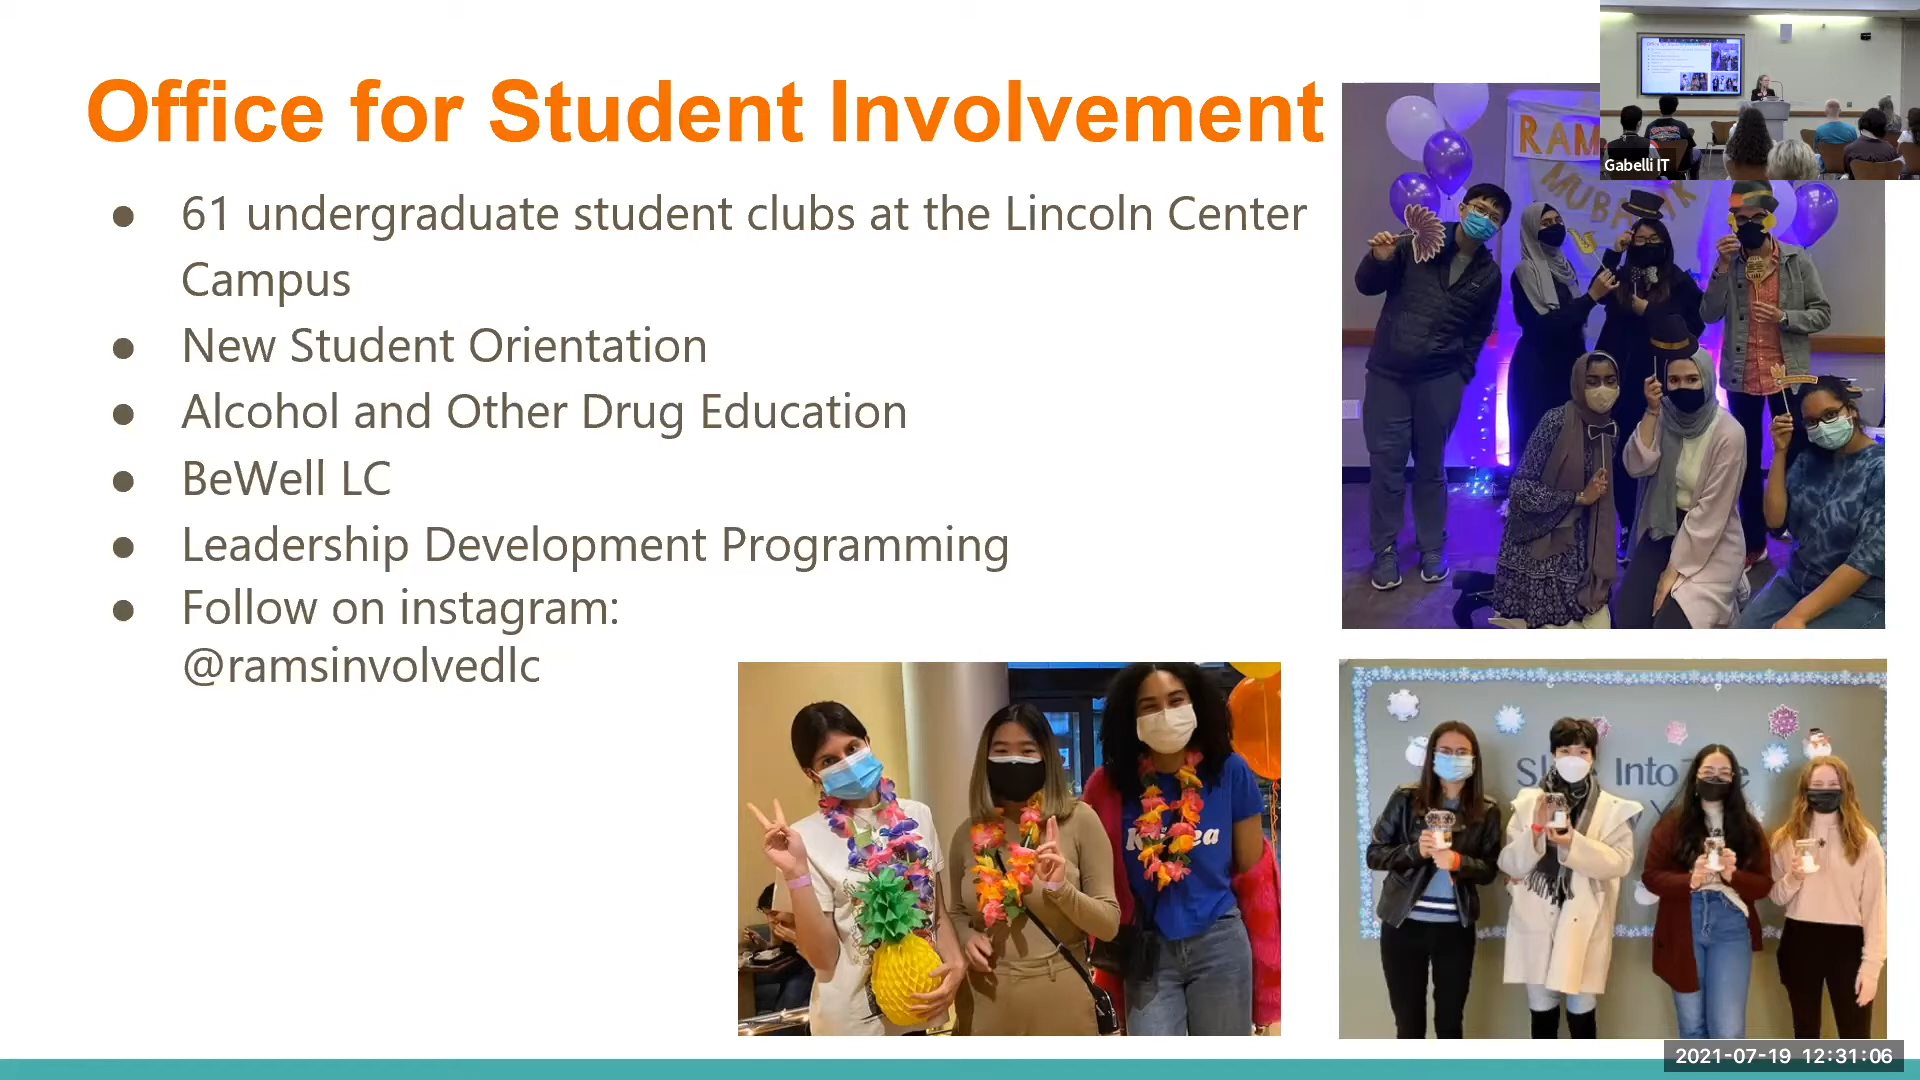 Office for Student Involvement
● 61 undergraduate student clubs at the Lincoln Center
Campus
● New Student Orientation
● Alcohol and Other Drug Education
● BeWell LC
● Leadership Development Programming
● Follow on instagram:
@ramsinvolvedlc
Gabelli IT
Into
2021-07-19 12:31:06